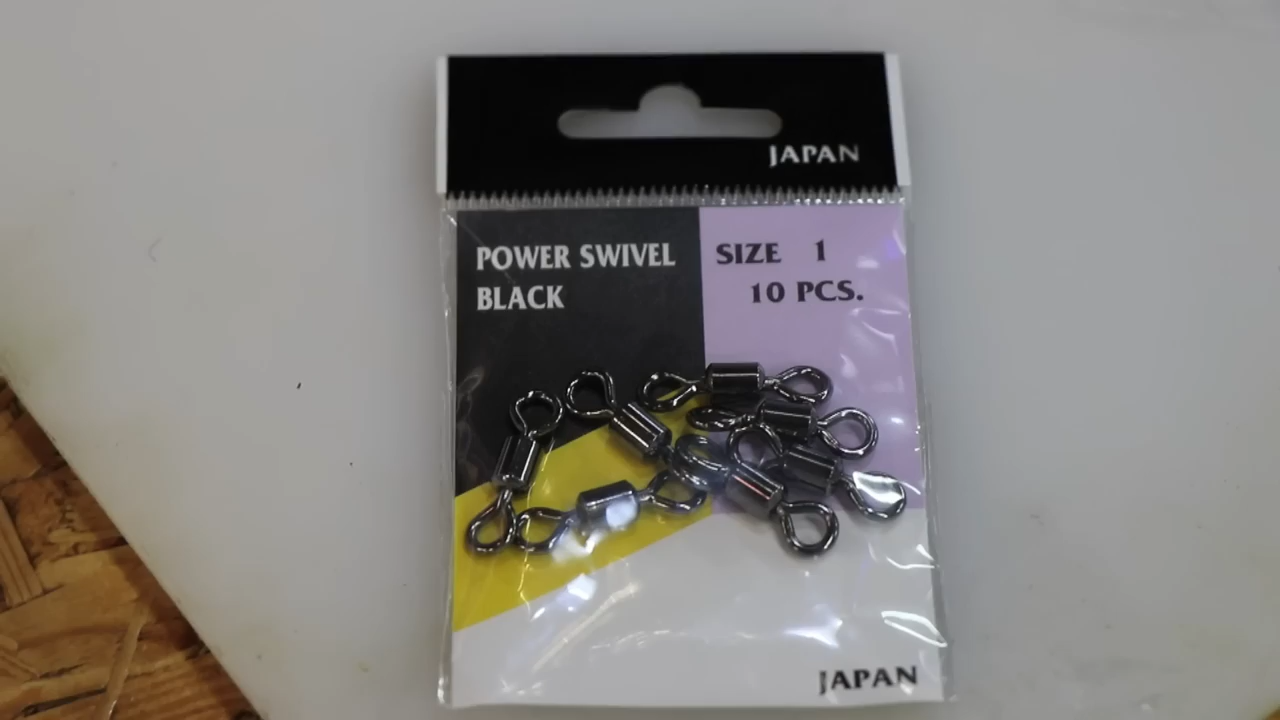 JAPAN
POWER SWIVEL
BLACK
SIZE 1
10 PCS.
JAPAN